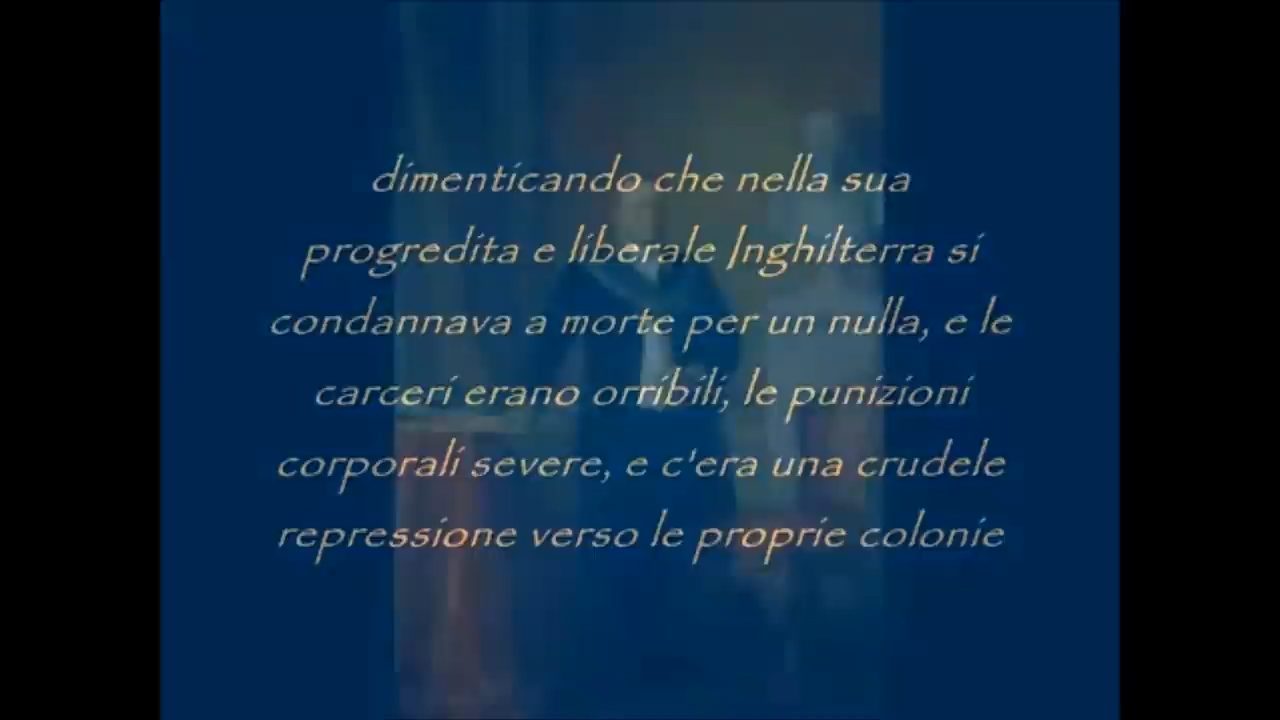 dimenticando che nella sua
progredita e liberale Inghilterra si
condannava a morte per un nulla, e le
carceri erano orribili, le punizioni
corporali severe, e c'era una crudele
repressione verso le proprie colonie